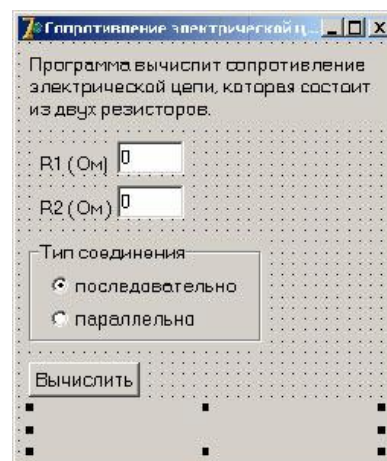 Сопротивление электрической ц...
Программа вычислит сопротивление
электрической цепи, которая состоит
из двух резисторов.
R1 (Ом) 0
R2 (Ом) 0
Тип соединения
последовательно
параллельно
Вычислить